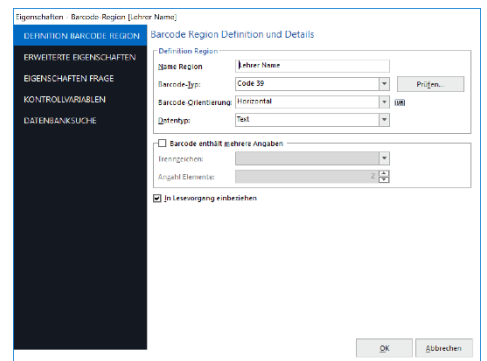 Eigenschaften - Barcode-Region [Lehrer Name]
DEFINITION BARCODE REGION
ERWEITERTE EIGENSCHAFTEN
EIGENSCHAFTEN FRAGE
KONTROLLVARIABLEN
DATENBANKSUCHE
Barcode Region Definition und Details
Definition Region
Name Region Lehrer Name
Barcode-Typ: Code 39 Prüfen...
Barcode-Orientierung: Horizontal
Datentyp: Text
Barcode enthält mehrere Angaben
Trennzeichen:
Anzahl Elemente: 2
In Lesevorgang einbeziehen
OK Abbrechen